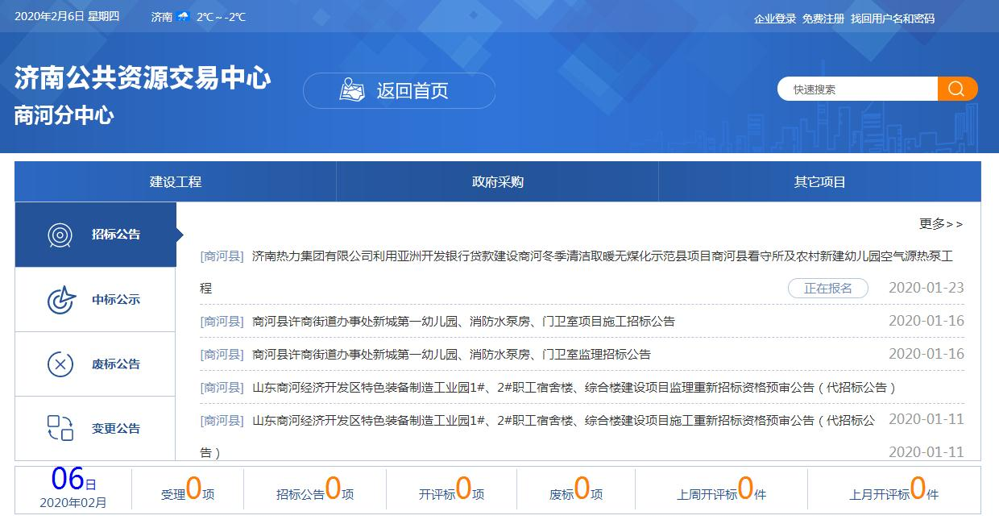 2020年2月6日 星期四 济南 2℃～-2℃ 企业登录 免费注册 找回用户名和密码
济南公共资源交易中心
商河分中心
返回首页
快速搜索
建设工程 政府采购 其它项目
招标公告
中标公示
废标公告
变更公告
更多>>
[商河县] 济南热力集团有限公司利用亚洲开发银行贷款建设商河冬季清洁取暖无煤化示范县项目商河县看守所及农村新建幼儿园空气源热泵工
程 正在报名 2020-01-23
[商河县] 商河县许商街道办事处新城第一幼儿园、消防水泵房、门卫室项目施工招标公告 2020-01-16
[商河县] 商河县许商街道办事处新城第一幼儿园、消防水泵房、门卫室监理招标公告 2020-01-16
[商河县] 山东商河经济开发区特色装备制造工业园1#、2#职工宿舍楼、综合楼建设项目监理重新招标资格预审公告（代招标公告）
[商河县] 山东商河经济开发区特色装备制造工业园1#、2#职工宿舍楼、综合楼建设项目施工重新招标资格预审公告（代招标公 2020-01-11
告） 2020-01-11
06日
2020年02月
受理0项 招标公告0项 开评标0项 废标0项 上周开评标0件 上月开评标0件